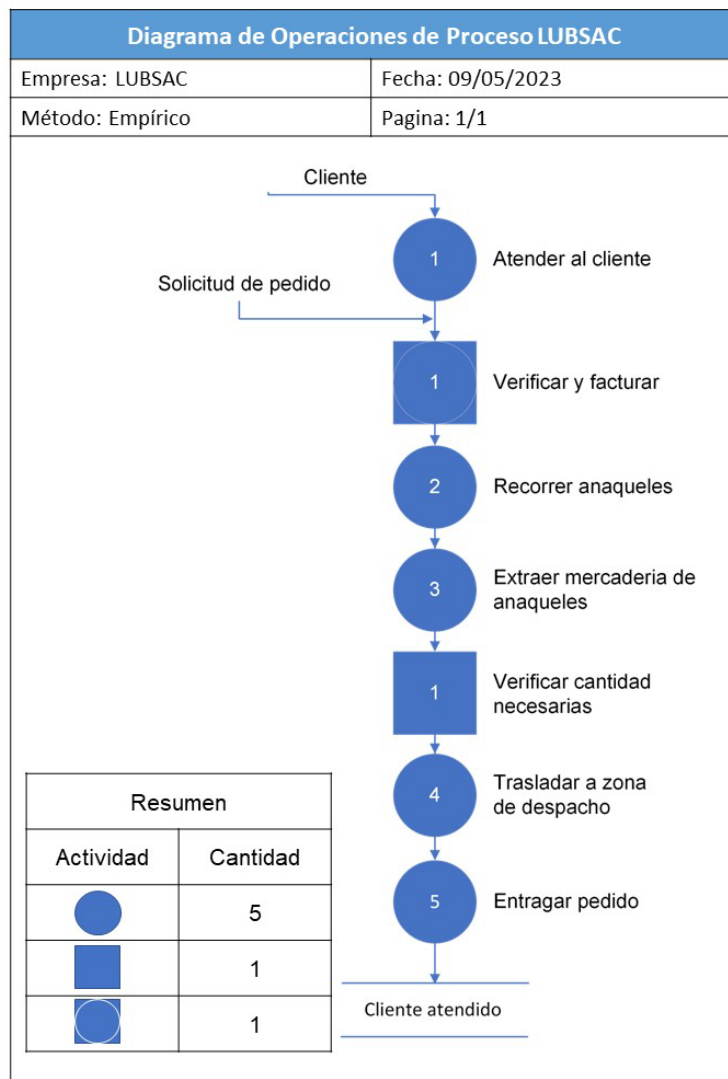 Diagrama de Operaciones de Proceso LUBSAC
Empresa: LUBSAC
Fecha: 09/05/2023
Método: Empírico
Pagina: 1/1
Cliente
1
Atender al cliente
Solicitud de pedido
1
Verificar y facturar
2
Recorrer anaqueles
3
Extraer mercaderia de
anaqueles
1
Verificar cantidad
necesarias
4
Trasladar a zona
de despacho
5
Entragar pedido
Cliente atendido
Resumen
Actividad
Cantidad
5
1
1